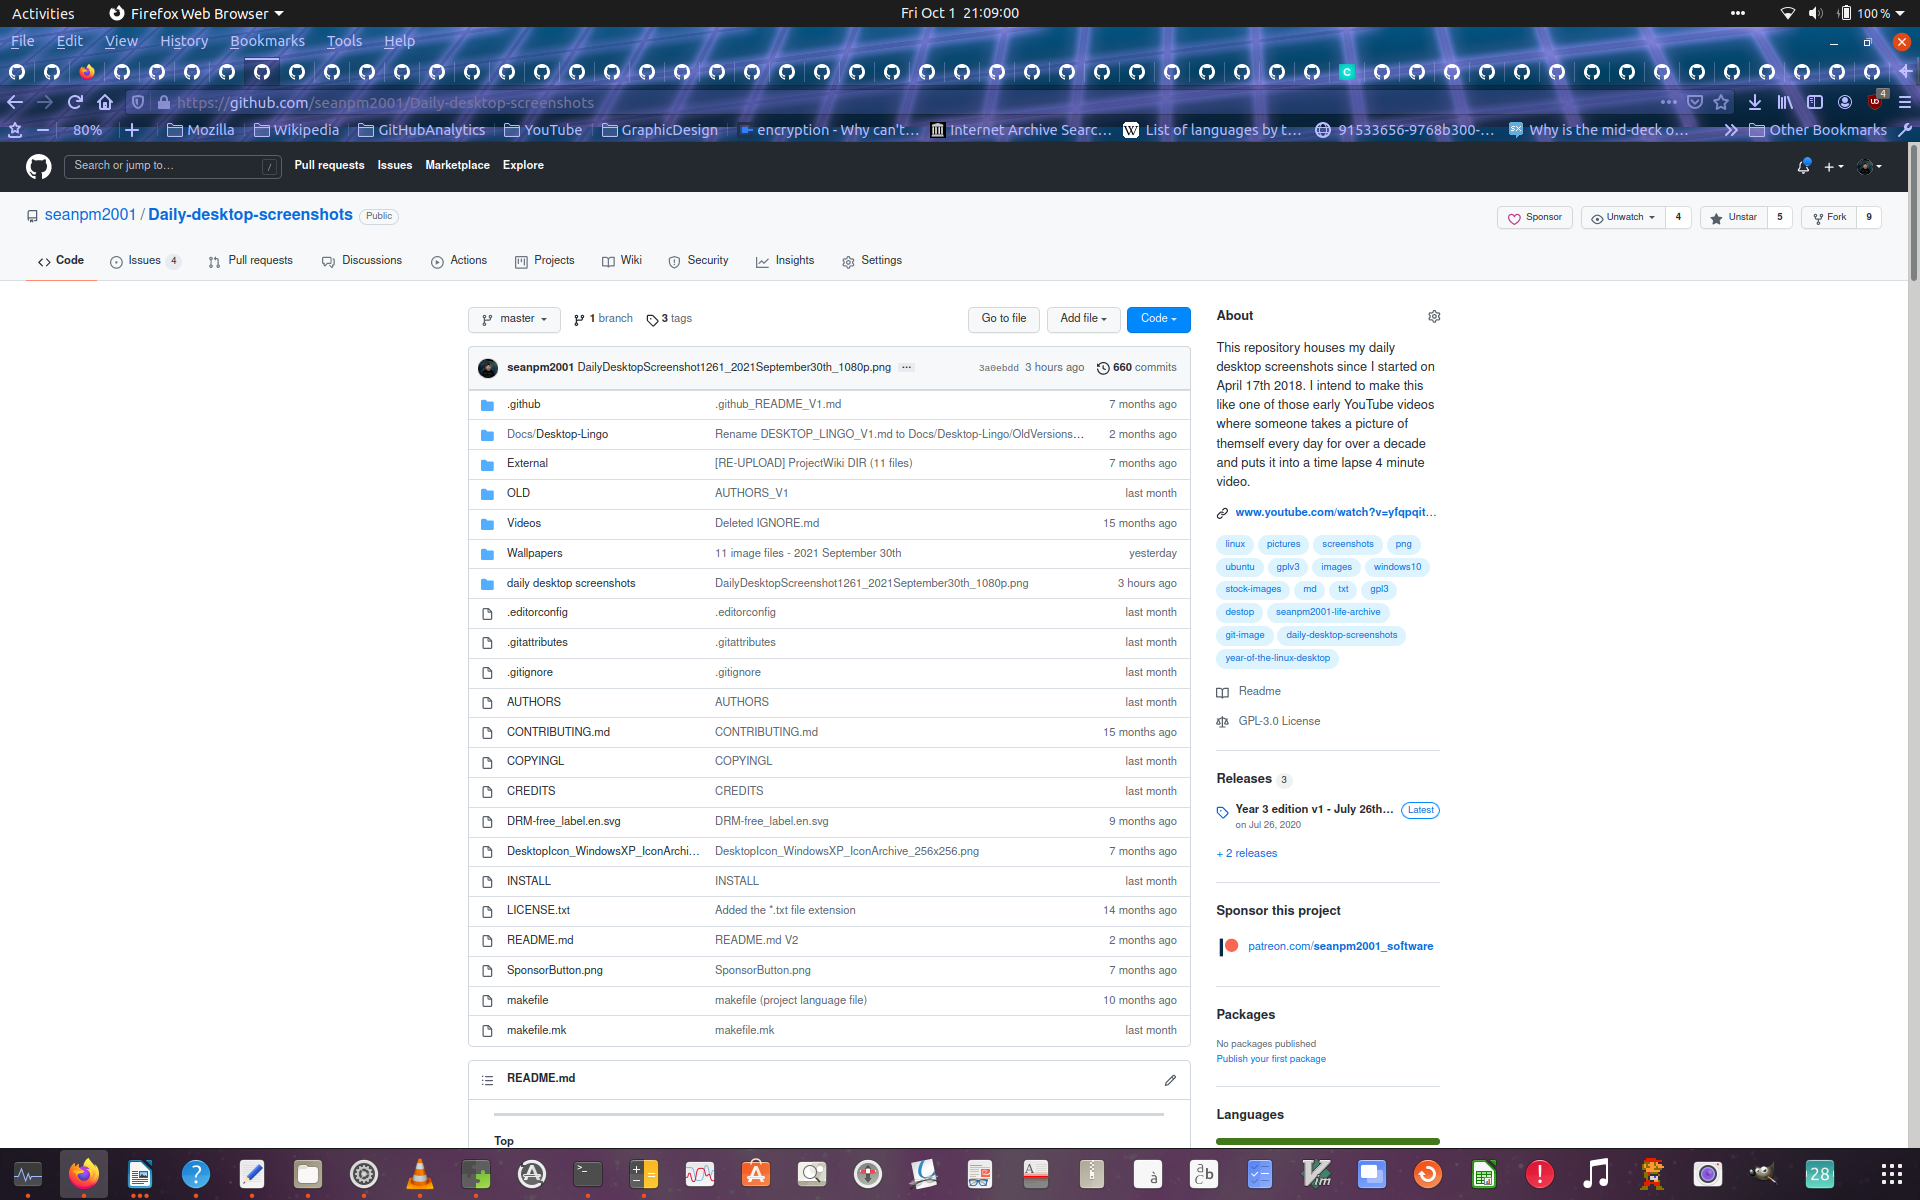 Activities Firefox Web Browser Fri Oct 1 21:09:00 100 %
File Edit View History Bookmarks Tools Help
https://github.com/seanpm2001/Daily-desktop-screenshots 4
80% Mozilla Wikipedia GitHubAnalytics YouTube GraphicDesign encryption - Why can't… Internet Archive Searc… List of languages by t… 91533656-9768b300-… Why is the mid-deck o… Other Bookmarks
Search or jump to… / Pull requests Issues Marketplace Explore
seanpm2001 / Daily-desktop-screenshots Public Sponsor Unwatch 4 Unstar 5 Fork 9
Code Issues 4 Pull requests Discussions Actions Projects Wiki Security Insights Settings
master 1 branch 3 tags Go to file Add file Code
seanpm2001 DailyDesktopScreenshot1261_2021September30th_1080p.png ··· 3a0ebdd 3 hours ago 660 commits
.github .github_README_V1.md 7 months ago
Docs/Desktop-Lingo Rename DESKTOP_LINGO_V1.md to Docs/Desktop-Lingo/OldVersions… 2 months ago
External [RE-UPLOAD] ProjectWiki DIR (11 files) 7 months ago
OLD AUTHORS_V1 last month
Videos Deleted IGNORE.md 15 months ago
Wallpapers 11 image files - 2021 September 30th yesterday
daily desktop screenshots DailyDesktopScreenshot1261_2021September30th_1080p.png 3 hours ago
.editorconfig .editorconfig last month
.gitattributes .gitattributes last month
.gitignore .gitignore last month
AUTHORS AUTHORS last month
CONTRIBUTING.md CONTRIBUTING.md 15 months ago
COPYINGL COPYINGL last month
CREDITS CREDITS last month
DRM-free_label.en.svg DRM-free_label.en.svg 9 months ago
DesktopIcon_WindowsXP_IconArchi… DesktopIcon_WindowsXP_IconArchive_256x256.png 7 months ago
INSTALL INSTALL last month
LICENSE.txt Added the *.txt file extension 14 months ago
README.md README.md V2 2 months ago
SponsorButton.png SponsorButton.png 7 months ago
makefile makefile (project language file) 10 months ago
makefile.mk makefile.mk last month
README.md
Top
About
This repository houses my daily
desktop screenshots since I started on
April 17th 2018. I intend to make this
like one of those early YouTube videos
where someone takes a picture of
themself every day for over a decade
and puts it into a time lapse 4 minute
video.
www.youtube.com/watch?v=yfqpqit…
linux pictures screenshots png
ubuntu gplv3 images windows10
stock-images md txt gpl3
destop seanpm2001-life-archive
git-image daily-desktop-screenshots
year-of-the-linux-desktop
Readme
GPL-3.0 License
Releases 3
Year 3 edition v1 - July 26th… Latest
on Jul 26, 2020
+ 2 releases
Sponsor this project
patreon.com/seanpm2001_software
Packages
No packages published
Publish your first package
Languages
28